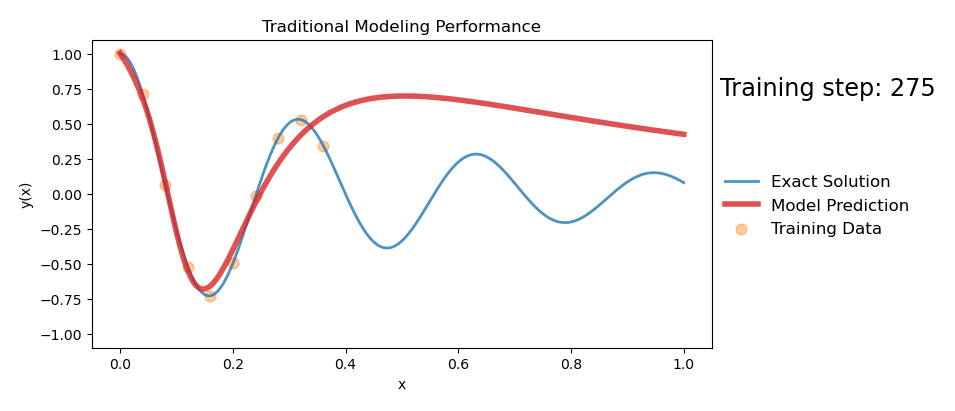 Traditional Modeling Performance
Training step: 275
y(x)
1.00
0.75
0.50
0.25
0.00
−0.25
−0.50
−0.75
−1.00
0.0 0.2 0.4 0.6 0.8 1.0
x
Exact Solution
Model Prediction
Training Data